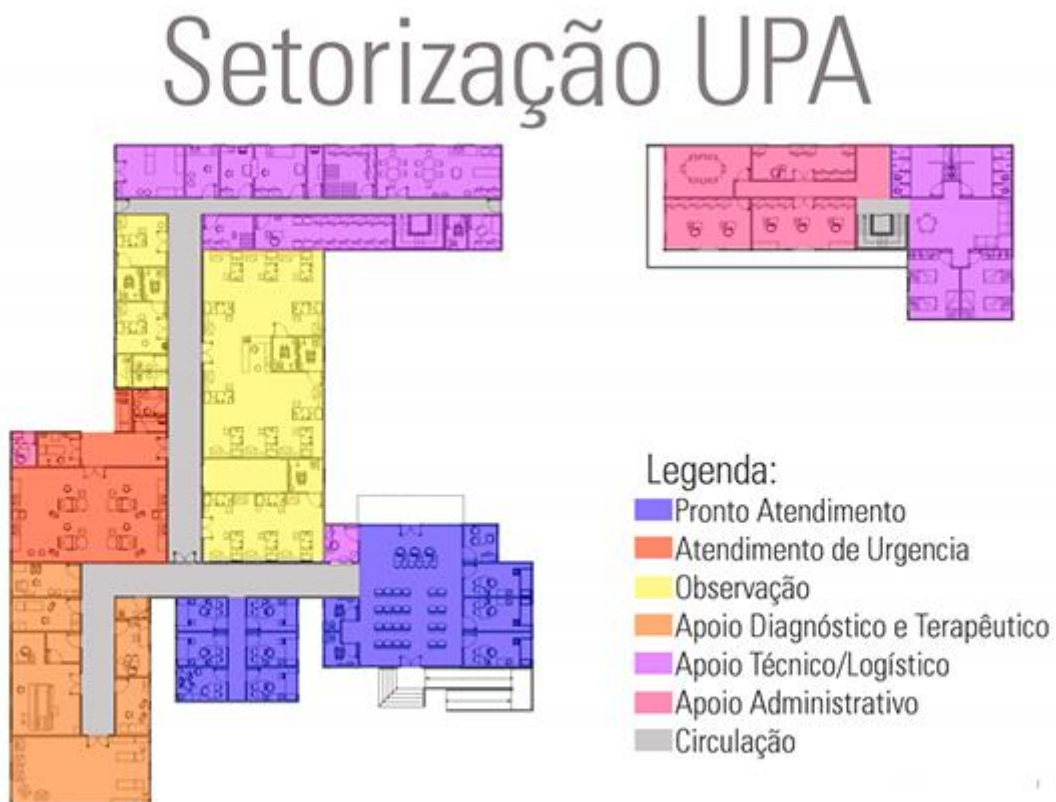 Setorização UPA
Legenda:
Pronto Atendimento
Atendimento de Urgencia
Observação
Apoio Diagnóstico e Terapêutico
Apoio Técnico/Logístico
Apoio Administrativo
Circulação